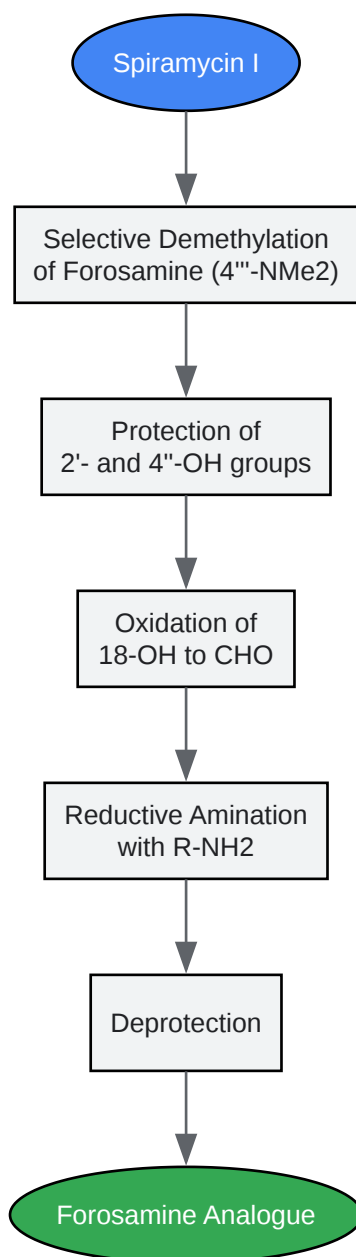 Spiramycin I
Selective Demethylation
of Forosamine (4'''-NMe2)
Protection of
2'- and 4''-OH groups
Oxidation of
18-OH to CHO
Reductive Amination
with R-NH2
Deprotection
Forosamine Analogue